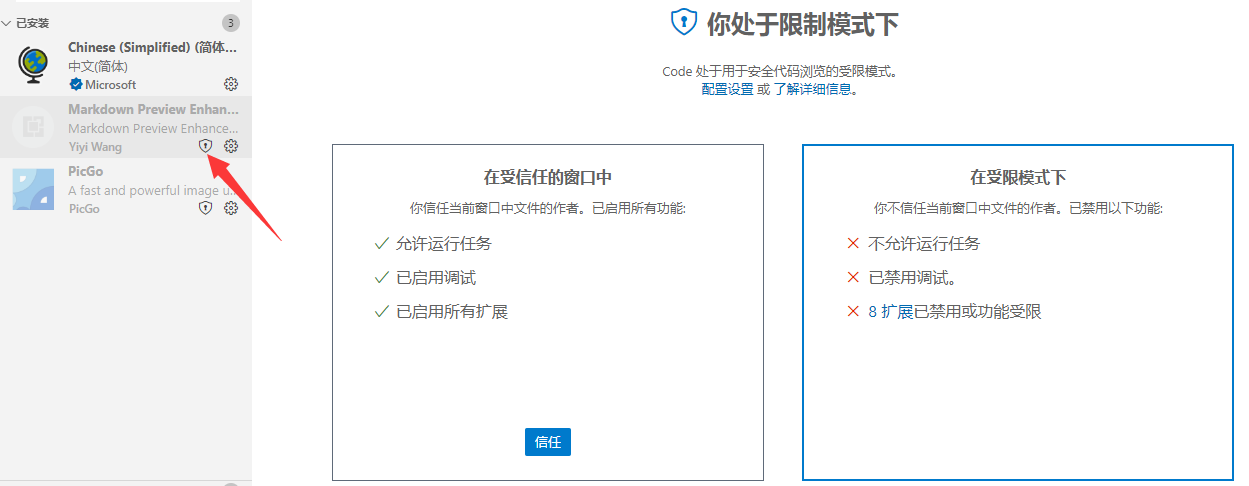 已安装
3
Chinese (Simplified) (简体...
中文(简体)
Microsoft
Markdown Preview Enhan...
Markdown Preview Enhance...
Yiyi Wang
PicGo
A fast and powerful image u...
PicGo
你处于限制模式下
Code 处于用于安全代码浏览的受限模式。
配置设置 或 了解详细信息。
在受信任的窗口中
你信任当前窗口中文件的作者。已启用所有功能:
允许运行任务
已启用调试
已启用所有扩展
信任
在受限模式下
你不信任当前窗口中文件的作者。已禁用以下功能:
不允许运行任务
已禁用调试。
8 扩展已禁用或功能受限